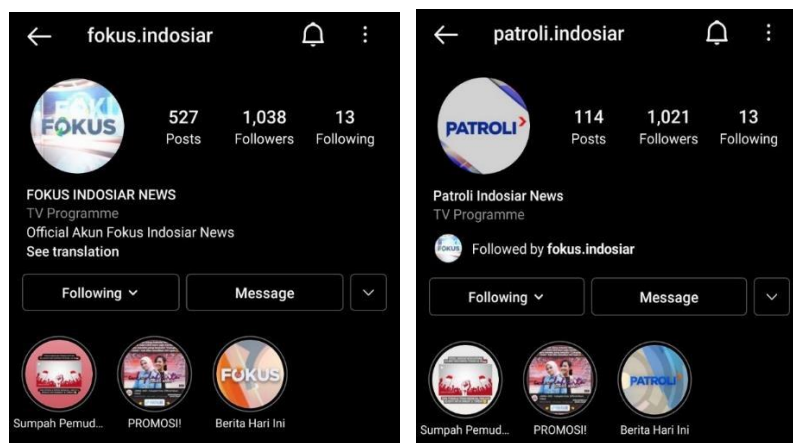 fokus.indosiar
FOKUS
527 1,038 13
Posts Followers Following
FOKUS INDOSIAR NEWS
TV Programme
Official Akun Fokus Indosiar News
See translation
Following Message
FOKUS
Sumpah Pemud... PROMOSI! Berita Hari Ini
patroli.indosiar
PATROLI
114 1,021 13
Posts Followers Following
Patroli Indosiar News
TV Programme
FOKUS
Followed by fokus.indosiar
Following Message
PATROLI
Sumpah Pemud... PROMOSI! Berita Hari Ini